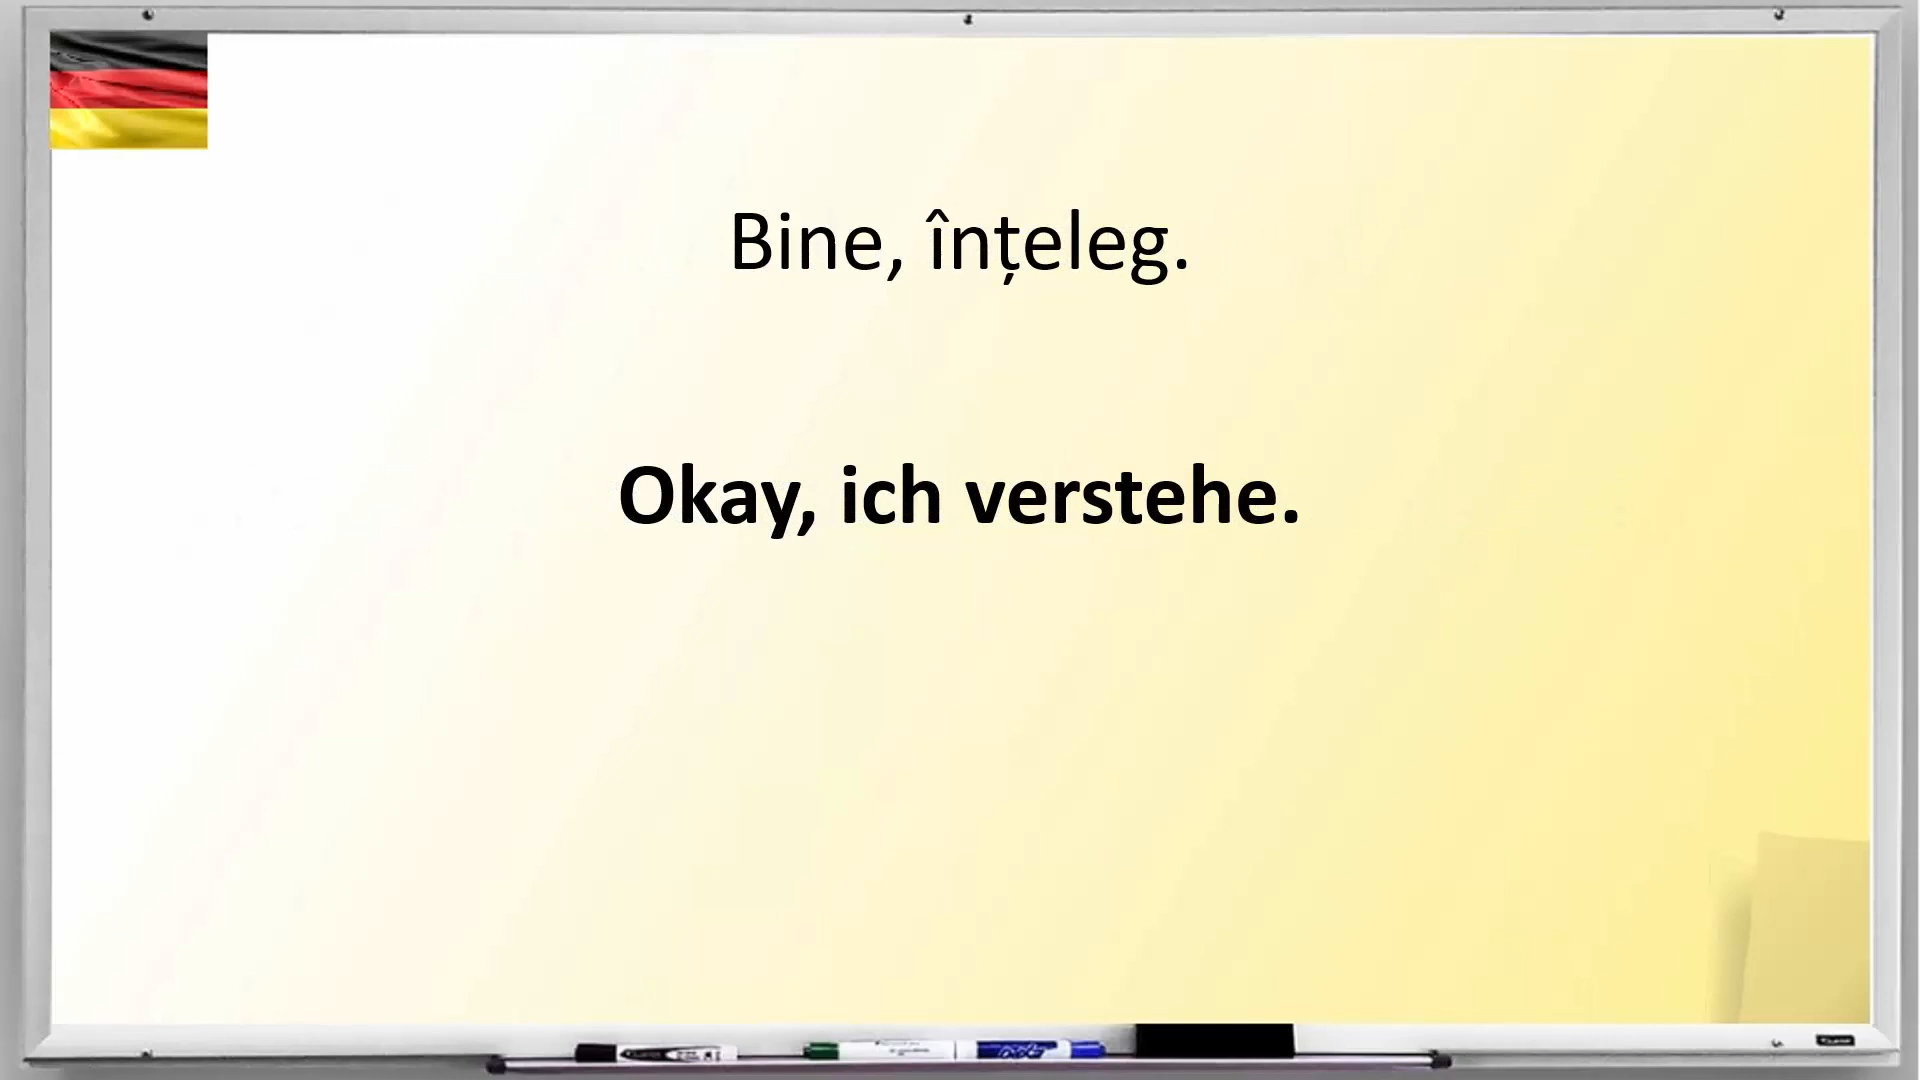 Bine, înțeleg.
Okay, ich verstehe.